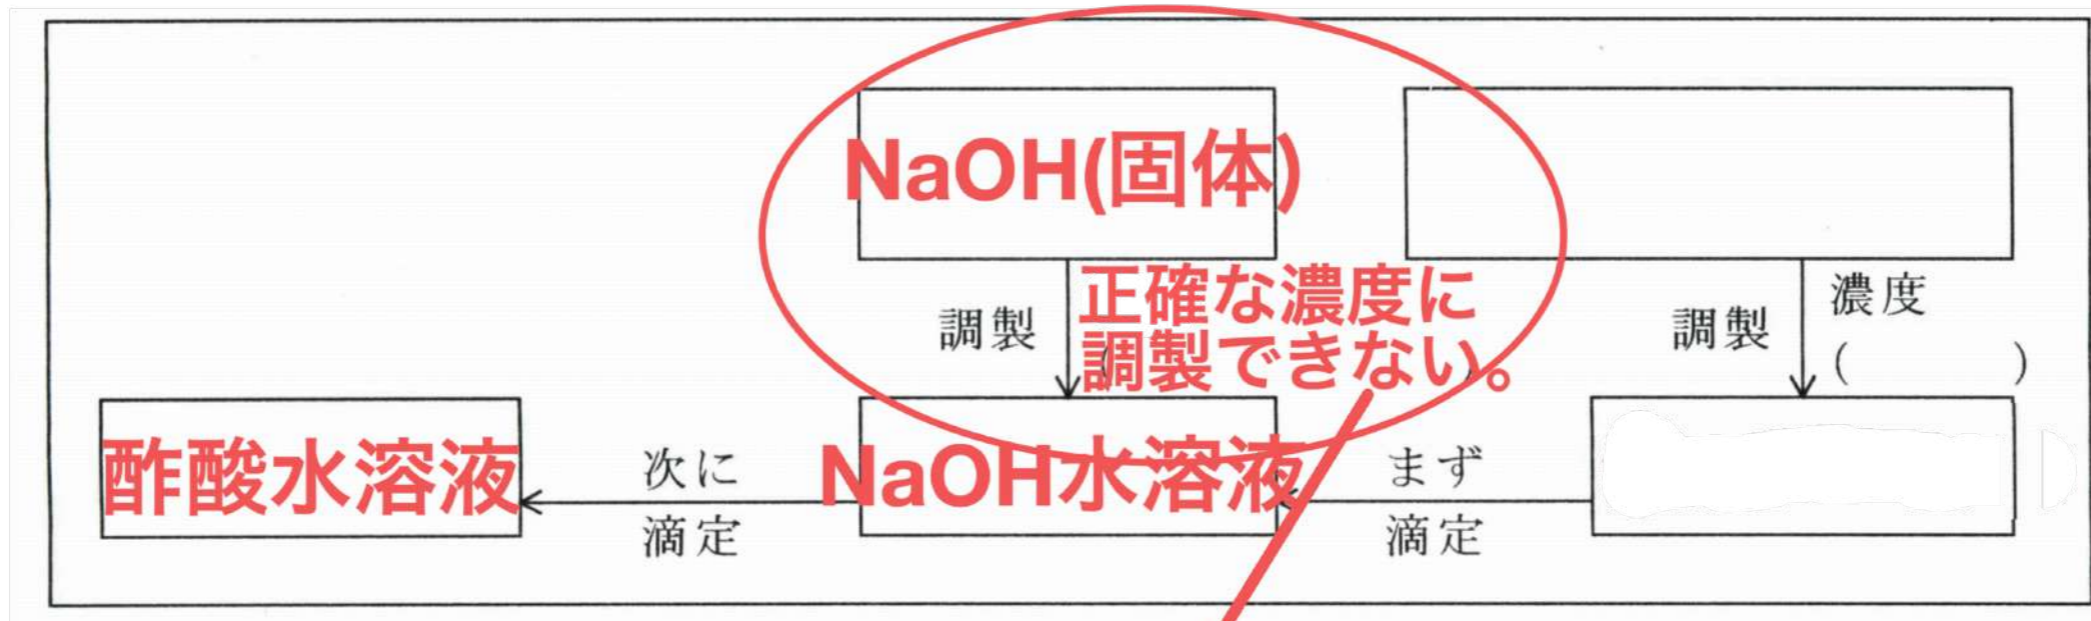 NaOH(固体)
調製
正確な濃度に
調製できない。
調製
濃度
( )
酢酸水溶液
次に
滴定
NaOH水溶液
まず
滴定